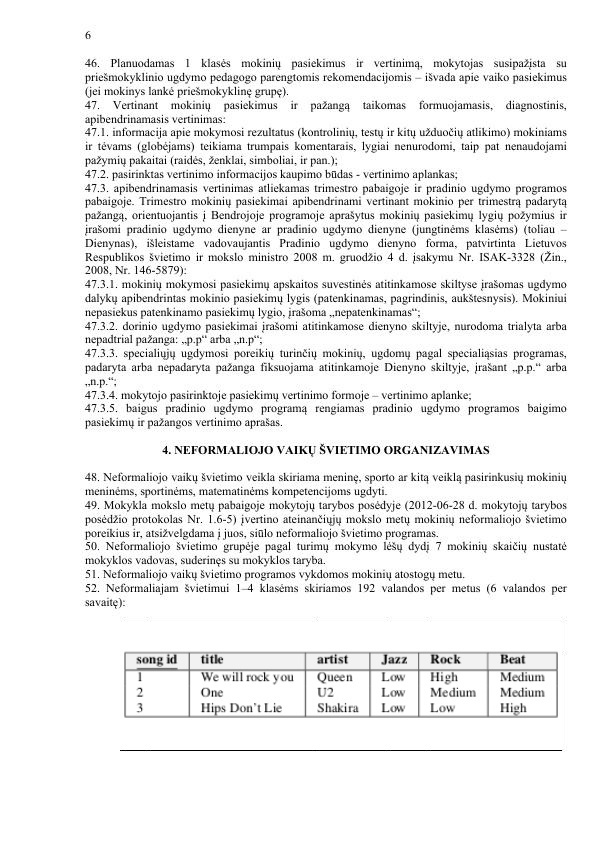 6
46. Planuodamas 1 klasės mokinių pasiekimus ir vertinimą, mokytojas susipažįsta su
priešmokyklinio ugdymo pedagogo parengtomis rekomendacijomis – išvada apie vaiko pasiekimus
(jei mokinys lankė priešmokyklinę grupę).
47. Vertinant mokinių pasiekimus ir pažangą taikomas formuojamasis, diagnostinis,
apibendrinamasis vertinimas:
47.1. informacija apie mokymosi rezultatus (kontrolinių, testų ir kitų užduočių atlikimo) mokiniams
ir tėvams (globėjams) teikiama trumpais komentarais, lygiai nenurodomi, taip pat nenaudojami
pažymių pakaitai (raidės, ženklai, simboliai, ir pan.);
47.2. pasirinktas vertinimo informacijos kaupimo būdas - vertinimo aplankas;
47.3. apibendrinamasis vertinimas atliekamas trimestro pabaigoje ir pradinio ugdymo programos
pabaigoje. Trimestro mokinių pasiekimai apibendrinami vertinant mokinio per trimestrą padarytą
pažangą, orientuojantis į Bendrojoje programoje aprašytus mokinių pasiekimų lygių požymius ir
įrašomi pradinio ugdymo dienyne ar pradinio ugdymo dienyne (jungtinėms klasėms) (toliau –
Dienynas), išleistame vadovaujantis Pradinio ugdymo dienyno forma, patvirtinta Lietuvos
Respublikos švietimo ir mokslo ministro 2008 m. gruodžio 4 d. įsakymu Nr. ISAK-3328 (Žin.,
2008, Nr. 146-5879):
47.3.1. mokinių mokymosi pasiekimų apskaitos suvestinės atitinkamose skiltyse įrašomas ugdymo
dalykų apibendrintas mokinio pasiekimų lygis (patenkinamas, pagrindinis, aukštesnysis). Mokiniui
nepasiekus patenkinamo pasiekimų lygio, įrašoma „nepatenkinamas“;
47.3.2. dorinio ugdymo pasiekimai įrašomi atitinkamose dienyno skiltyje, nurodoma trialyta arba
nepadtrial pažanga: „p.p“ arba „n.p“;
47.3.3. specialiųjų ugdymosi poreikių turinčių mokinių, ugdomų pagal specialiąsias programas,
padaryta arba nepadaryta pažanga fiksuojama atitinkamoje Dienyno skiltyje, įrašant „p.p.“ arba
„n.p.“;
47.3.4. mokytojo pasirinktoje pasiekimų vertinimo formoje – vertinimo aplanke;
47.3.5. baigus pradinio ugdymo programą rengiamas pradinio ugdymo programos baigimo
pasiekimų ir pažangos vertinimo aprašas.
4. NEFORMALIOJO VAIKŲ ŠVIETIMO ORGANIZAVIMAS
48. Neformaliojo vaikų švietimo veikla skiriama meninę, sporto ar kitą veiklą pasirinkusių mokinių
meninėms, sportinėms, matematinėms kompetencijoms ugdyti.
49. Mokykla mokslo metų pabaigoje mokytojų tarybos posėdyje (2012-06-28 d. mokytojų tarybos
posėdžio protokolas Nr. 1.6-5) įvertino ateinančiųjų mokslo metų mokinių neformaliojo švietimo
poreikius ir, atsižvelgdama į juos, siūlo neformaliojo švietimo programas.
50. Neformaliojo švietimo grupėje pagal turimų mokymo lėšų dydį 7 mokinių skaičių nustatė
mokyklos vadovas, suderinęs su mokyklos taryba.
51. Neformaliojo vaikų švietimo programos vykdomos mokinių atostogų metu.
52. Neformaliajam švietimui 1–4 klasėms skiriamos 192 valandos per metus (6 valandos per
savaitę):
song id title artist Jazz Rock Beat
1 We will rock you Queen Low High Medium
2 One U2 Low Medium Medium
3 Hips Don't Lie Shakira Low Low High